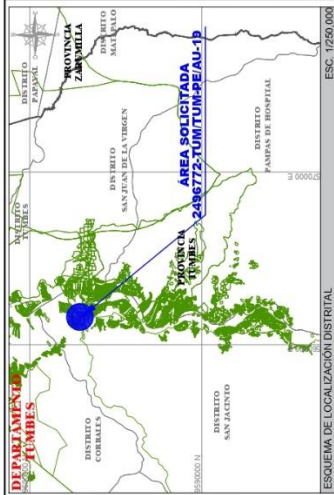 DEPARTAMENTO
TUMBES
DISTRITO
TUMBES
DISTRITO
PAPAYAL
PROVINCIA
ZARUMILLA
DISTRITO
MATAPALO
DISTRITO
CORRALES
DISTRITO
SAN JUAN DE LA VIRGEN
ÁREA SOLICITADA
2496772-TUM/TUM-PE/AU-19
PROVINCIA
TUMBES
DISTRITO
SAN JACINTO
DISTRITO
PAMPAS DE HOSPITAL
9590000 N
570000 E
ESQUEMA DE LOCALIZACIÓN DISTRITAL
ESC. 1/250,000